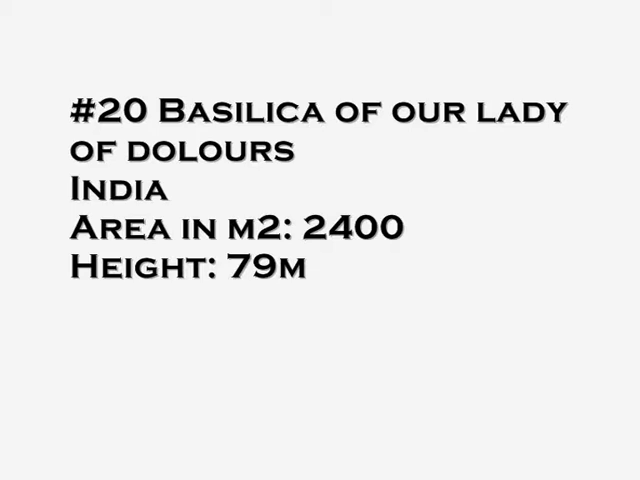 #20 Basilica of our lady
of dolours
India
Area in m2: 2400
Height: 79m